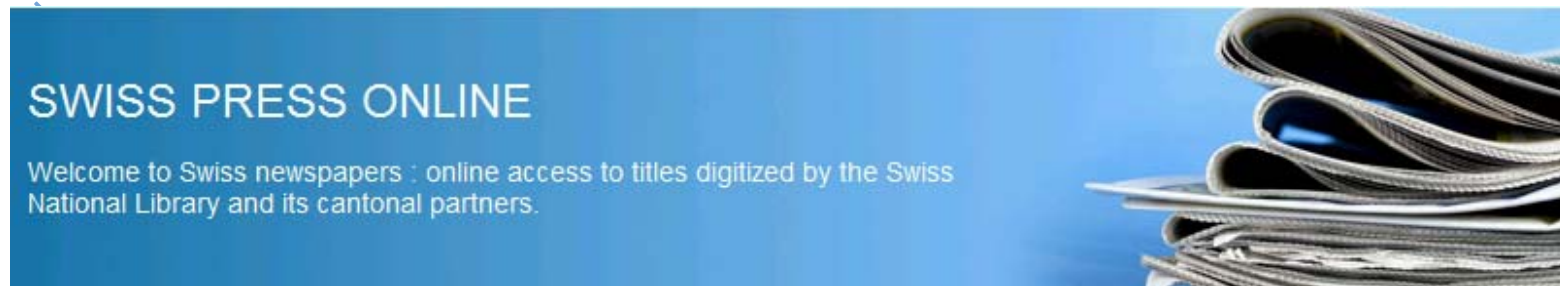 SWISS PRESS ONLINE
Welcome to Swiss newspapers : online access to titles digitized by the Swiss
National Library and its cantonal partners.